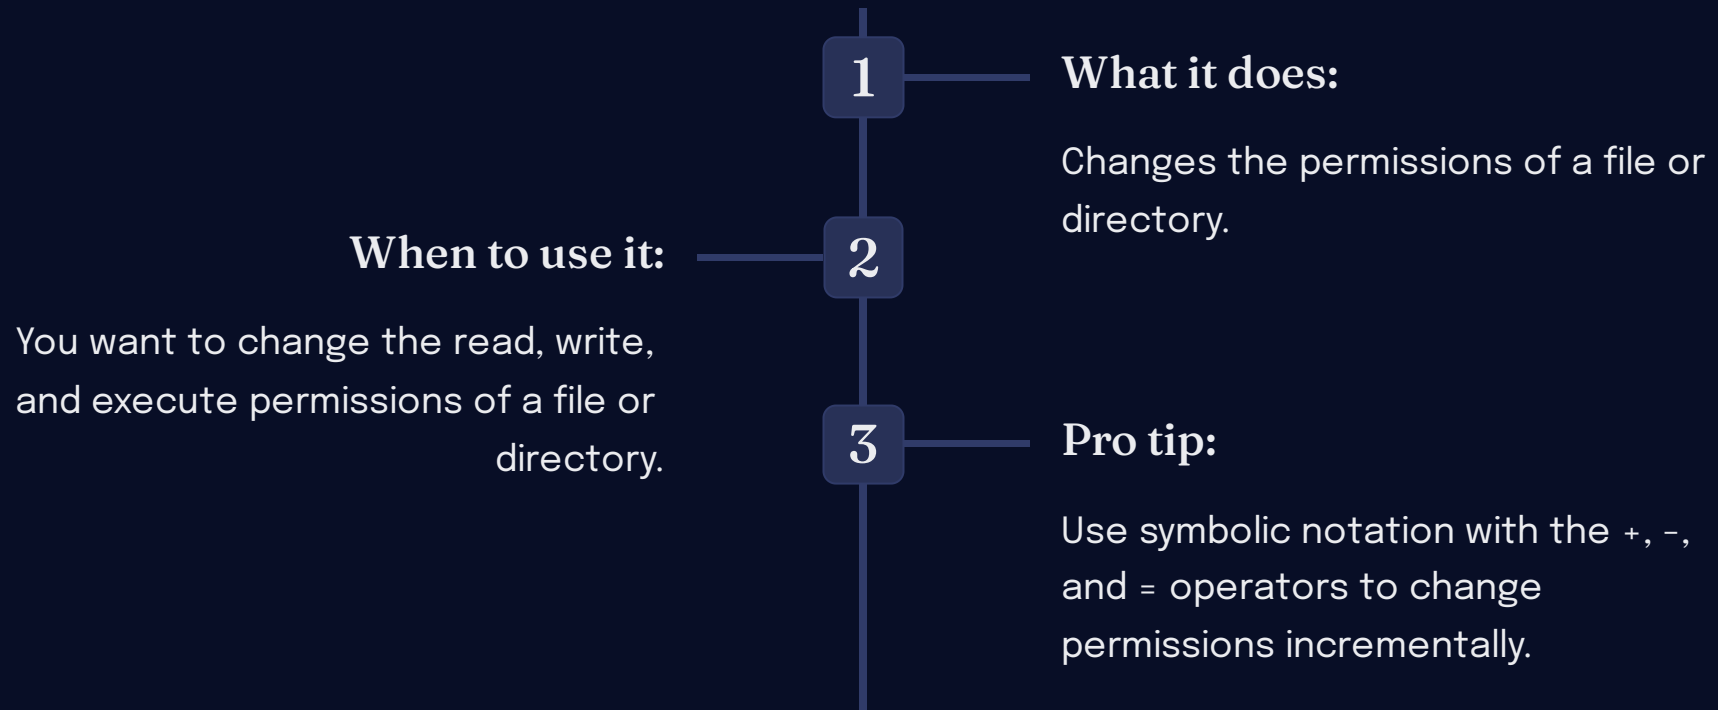 1
What it does:
Changes the permissions of a file or
directory.
2
When to use it:
You want to change the read, write,
and execute permissions of a file or
directory.
3
Pro tip:
Use symbolic notation with the +, -,
and = operators to change
permissions incrementally.